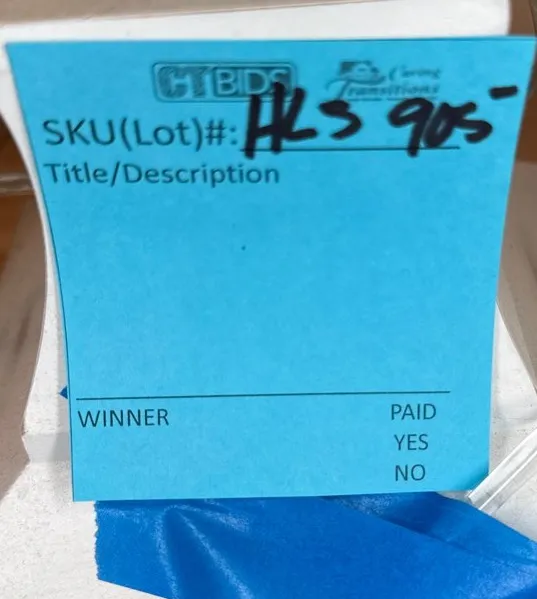 CTBIDS Caring Transitions
SKU(Lot)#: HLS 905
Title/Description
WINNER PAID
YES
NO